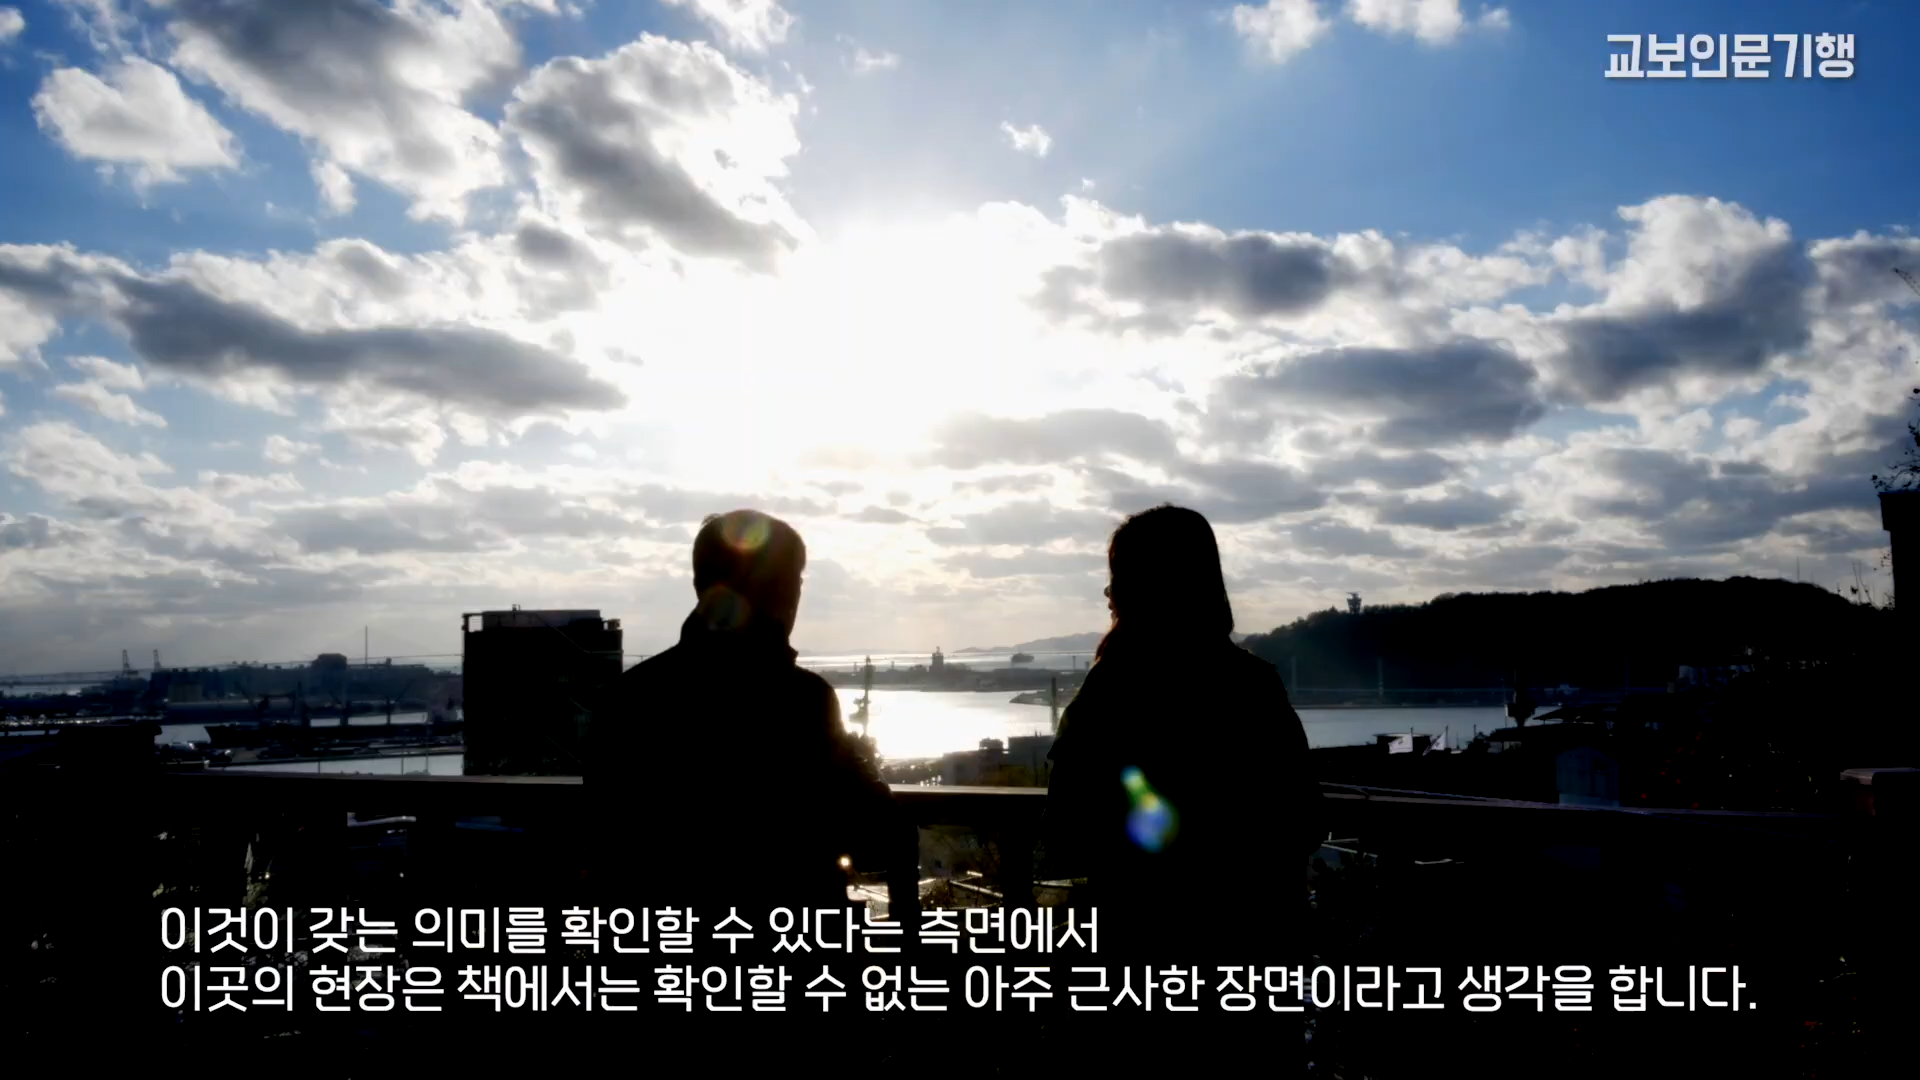 교보인문기행
이것이 갖는 의미를 확인할 수 있다는 측면에서
이곳의 현장은 책에서는 확인할 수 없는 아주 근사한 장면이라고 생각을 합니다.